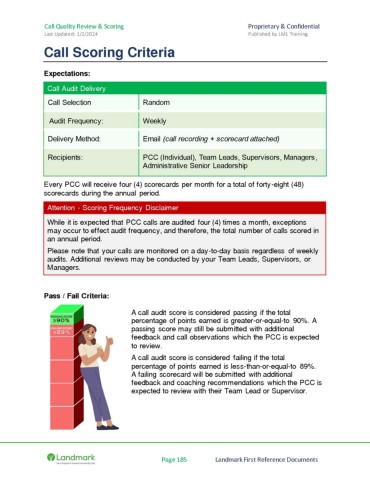 Call Quality Review & Scoring
Proprietary & Confidential
Last Updated: 1/2/2024
Published by LM1 Training
Call Scoring Criteria
Expectations:
Call Audit Delivery
Call Selection Random
Audit Frequency: Weekly
Delivery Method: Email (call recording + scorecard attached)
Recipients: PCC (Individual), Team Leads, Supervisors, Managers,
Administrative Senior Leadership
Every PCC will receive four (4) scorecards per month for a total of forty-eight (48)
scorecards during the annual period.
Attention - Scoring Frequency Disclaimer
While it is expected that PCC calls are audited four (4) times a month, exceptions
may occur to effect audit frequency, and therefore, the total number of calls scored in
an annual period.
Please note that your calls are monitored on a day-to-day basis regardless of weekly
audits. Additional reviews may be conducted by your Team Leads, Supervisors, or
Managers.
Pass / Fail Criteria:
≥90%
≤89%
A call audit score is considered passing if the total
percentage of points earned is greater-or-equal-to 90%. A
passing score may still be submitted with additional
feedback and call observations which the PCC is expected
to review.
A call audit score is considered failing if the total
percentage of points earned is less-than-or-equal-to 89%.
A failing scorecard will be submitted with additional
feedback and coaching recommendations which the PCC is
expected to review with their Team Lead or Supervisor.
Landmark
Page 185
Landmark First Reference Documents